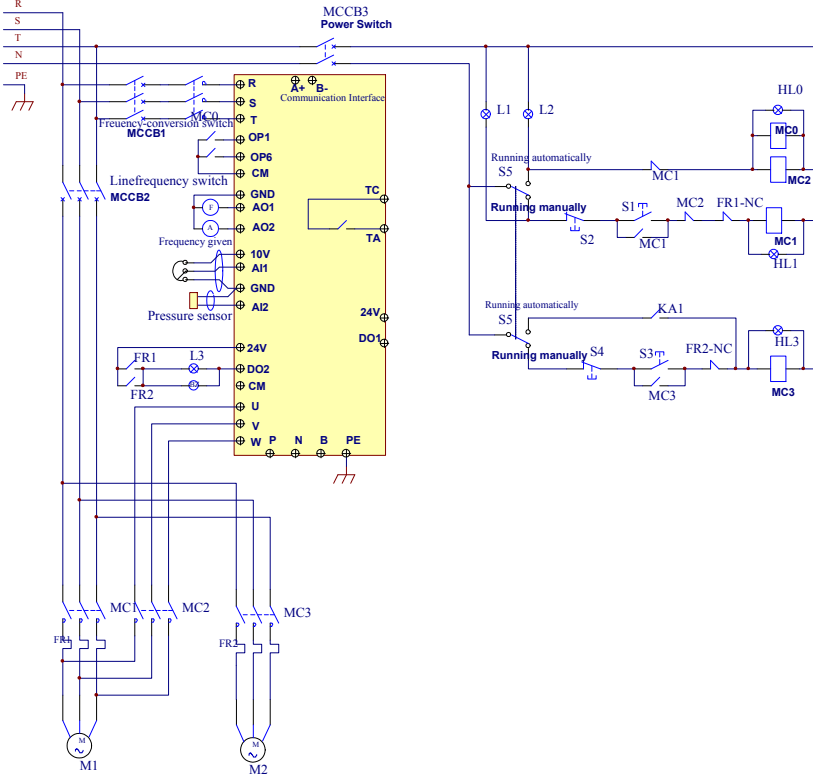 R
S
T
N
PE
MCCB3
Power Switch
R
S
T
OP1
OP6
CM
GND
AO1
AO2
10V
AI1
GND
AI2
24V
DO2
CM
U
V
W
P
N
B
PE
A+
B-
Communication Interface
TC
TA
24V
DO1
MC0
Freuency-conversion switch
MCCB1
Linefrequency switch
MCCB2
F
A
Frequency given
Pressure sensor
FR1
L3
FR2
L1
L2
HL0
MC0
MC2
Running automatically
S5
MC1
Running manually
S1
MC2
FR1-NC
S2
MC1
MC1
HL1
Running automatically
S5
KA1
Running manually
S4
S3
FR2-NC
HL3
MC3
MC3
MC1
MC2
MC3
FR1
FR2
M
M1
M
M2